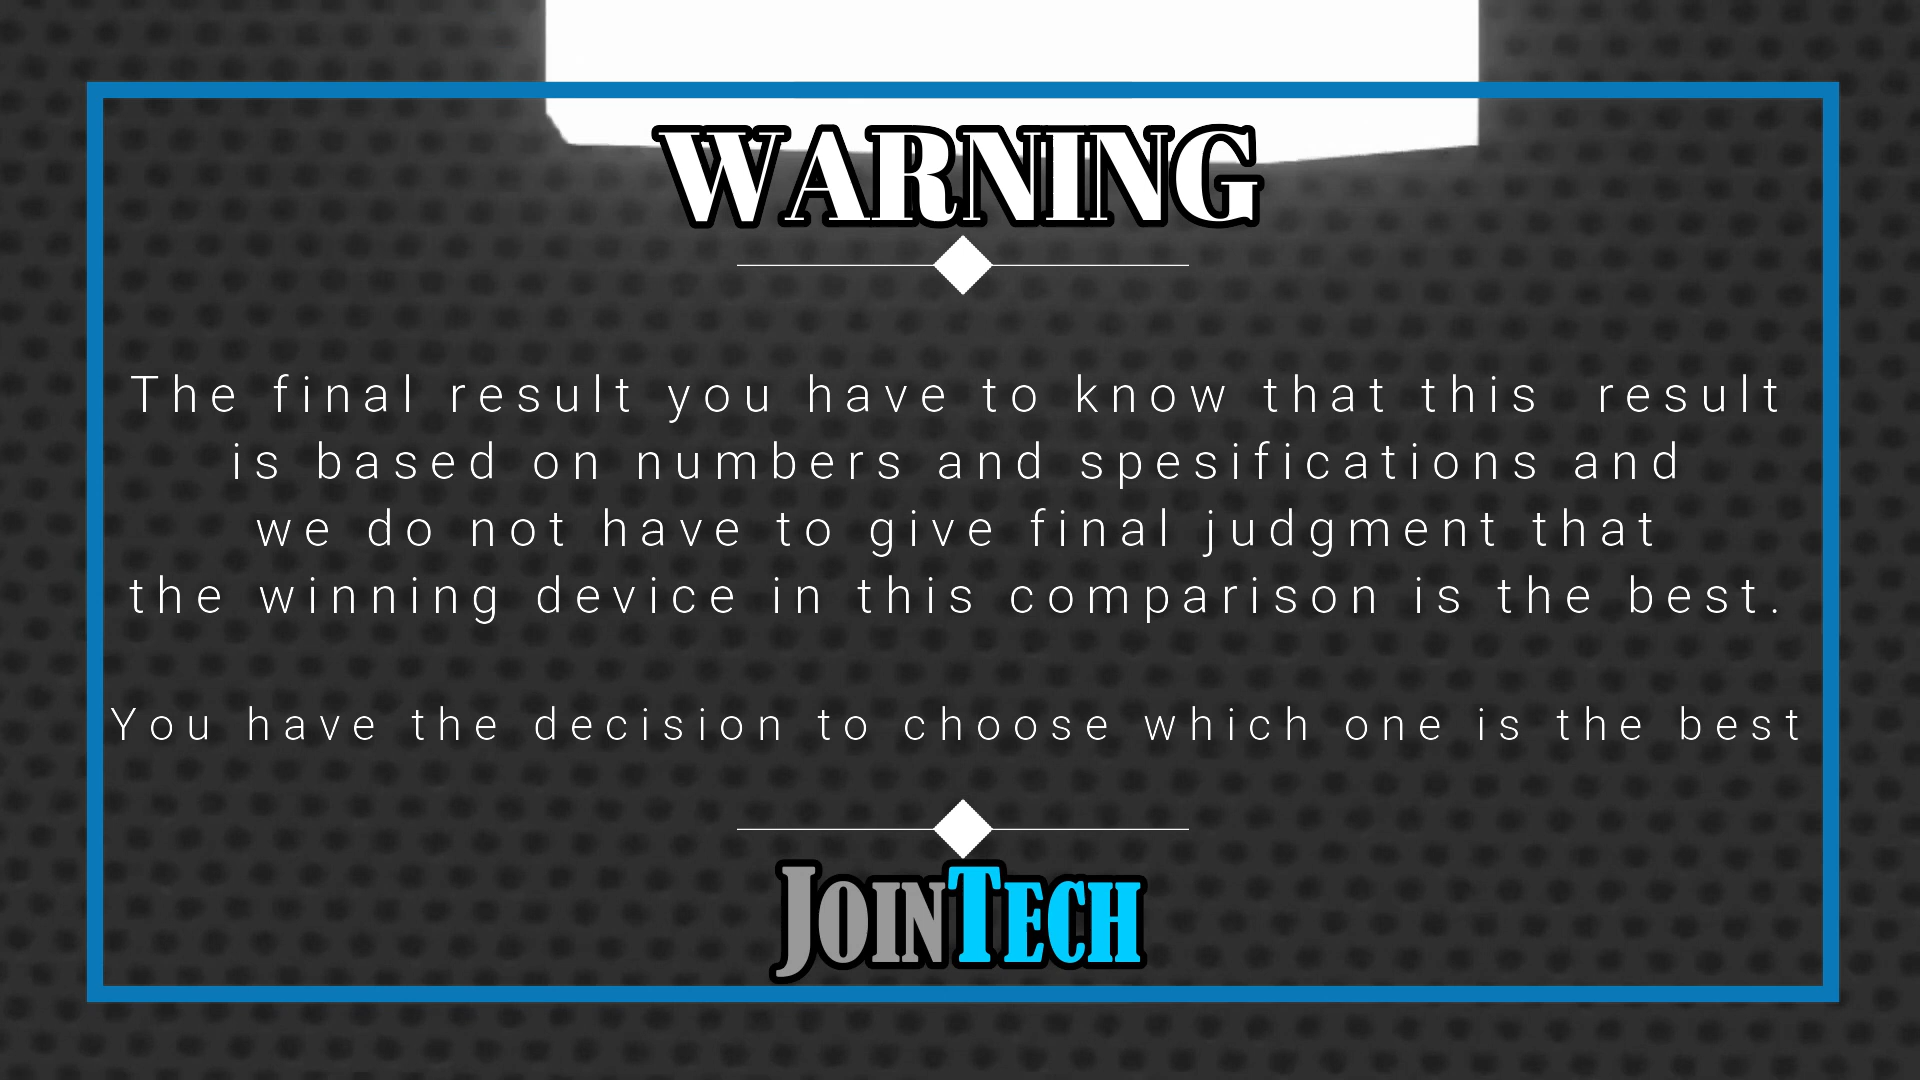 WARNING
The final result you have to know that this result
is based on numbers and spesifications and
we do not have to give final judgment that
the winning device in this comparison is the best.
You have the decision to choose which one is the best
JOINTECH